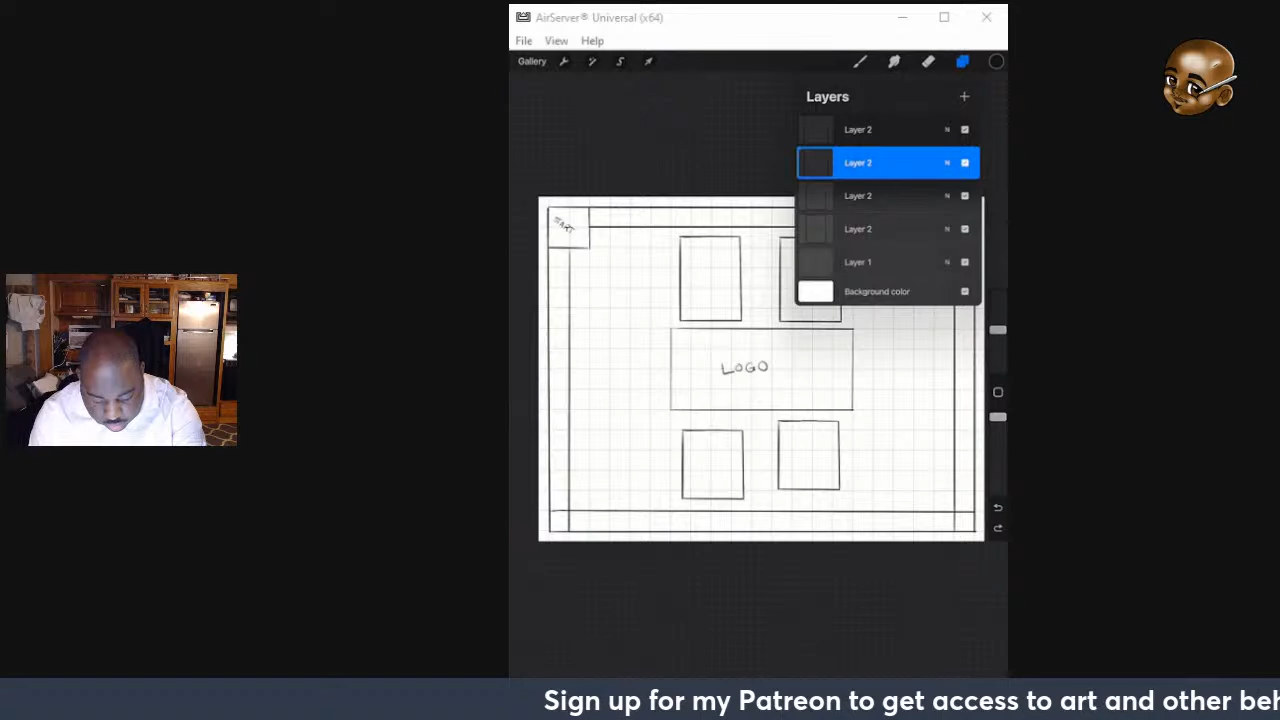 AirServer® Universal (x64)
File View Help
Gallery
Layers
Layer 2 N
Layer 2 N
Layer 2 N
Layer 2 N
Layer 1 N
Background color
START
LOGO
Sign up for my Patreon to get access to art and other beh